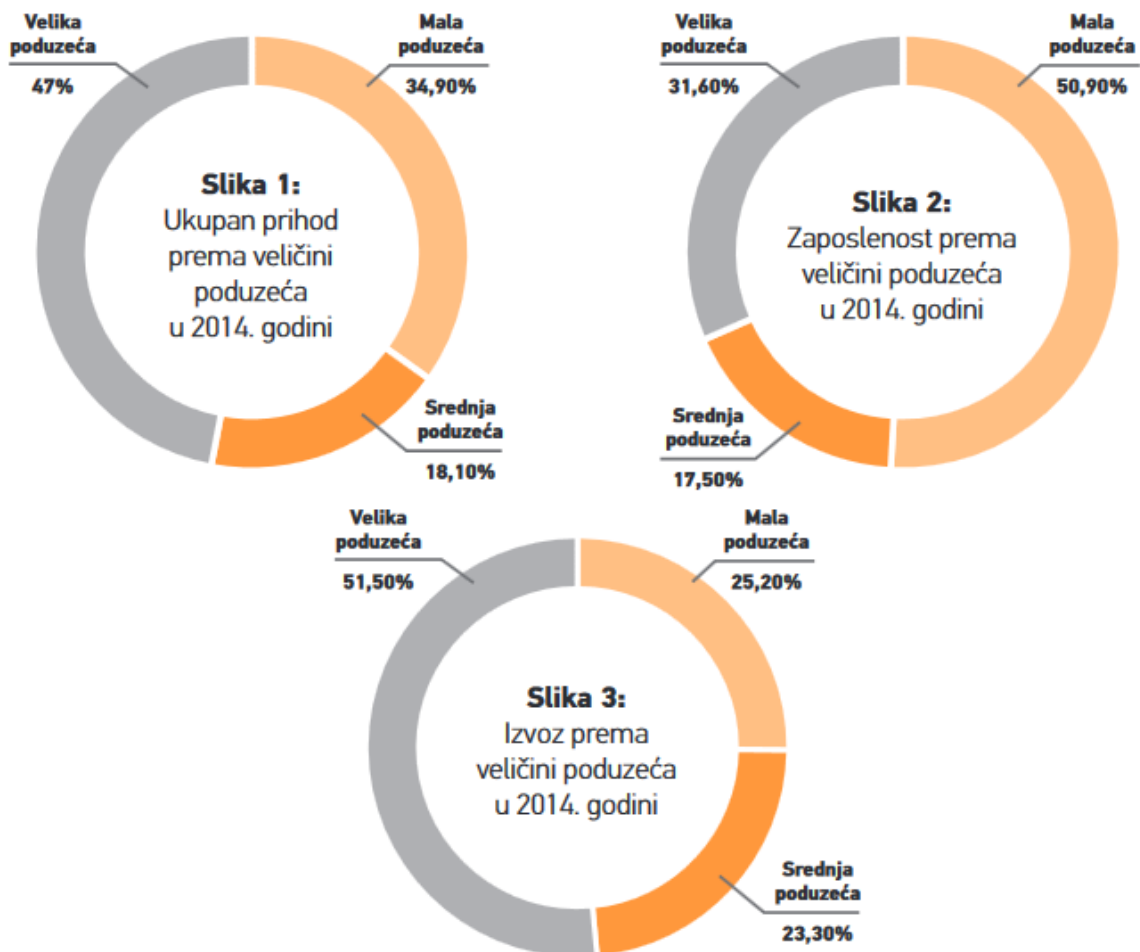 Velika
poduzeća
47%
Mala
poduzeća
34,90%
Slika 1:
Ukupan prihod
prema veličini
poduzeća
u 2014. godini
Srednja
poduzeća
18,10%
Velika
poduzeća
31,60%
Mala
poduzeća
50,90%
Slika 2:
Zaposlenost prema
veličini poduzeća
u 2014. godini
Srednja
poduzeća
17,50%
Velika
poduzeća
51,50%
Mala
poduzeća
25,20%
Slika 3:
Izvoz prema
veličini poduzeća
u 2014. godini
Srednja
poduzeća
23,30%